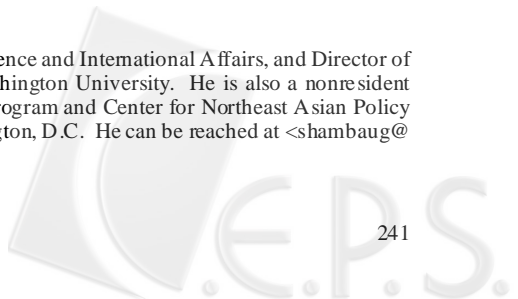 ence and International Affairs, and Director of
hington University. He is also a nonresident
rogram and Center for Northeast Asian Policy
gton, D.C. He can be reached at <shambaug@
241
C.E.P.S.